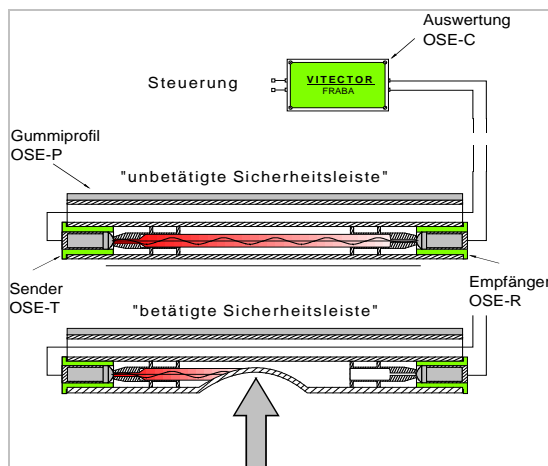 Auswertung
OSE-C
Steuerung
VITECTOR
FRABA
Gummiprofil
OSE-P
"unbetätigte Sicherheitsleiste"
Sender
OSE-T
Empfänger
OSE-R
"betätigte Sicherheitsleiste"